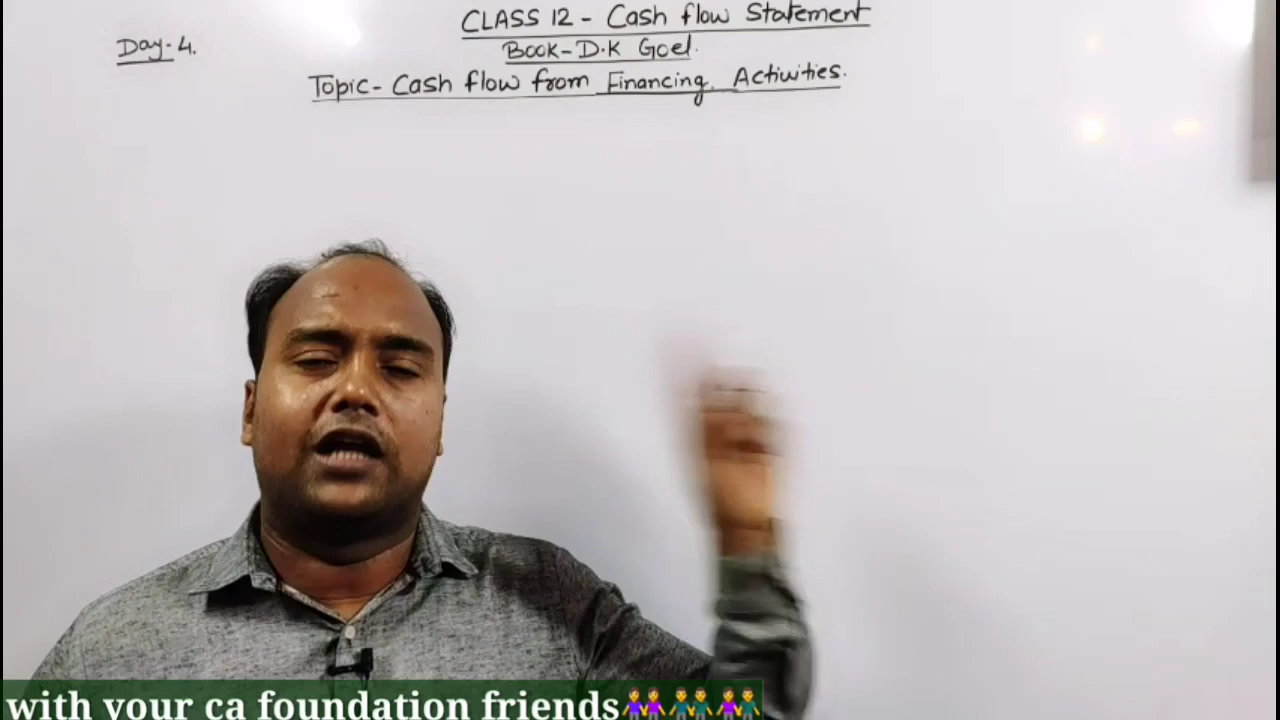 CLASS 12 - Cash flow Statement
Day-4.
Book-D.K Goel.
Topic- Cash flow from Financing Activities.
with your ca foundation friends👭👬👫